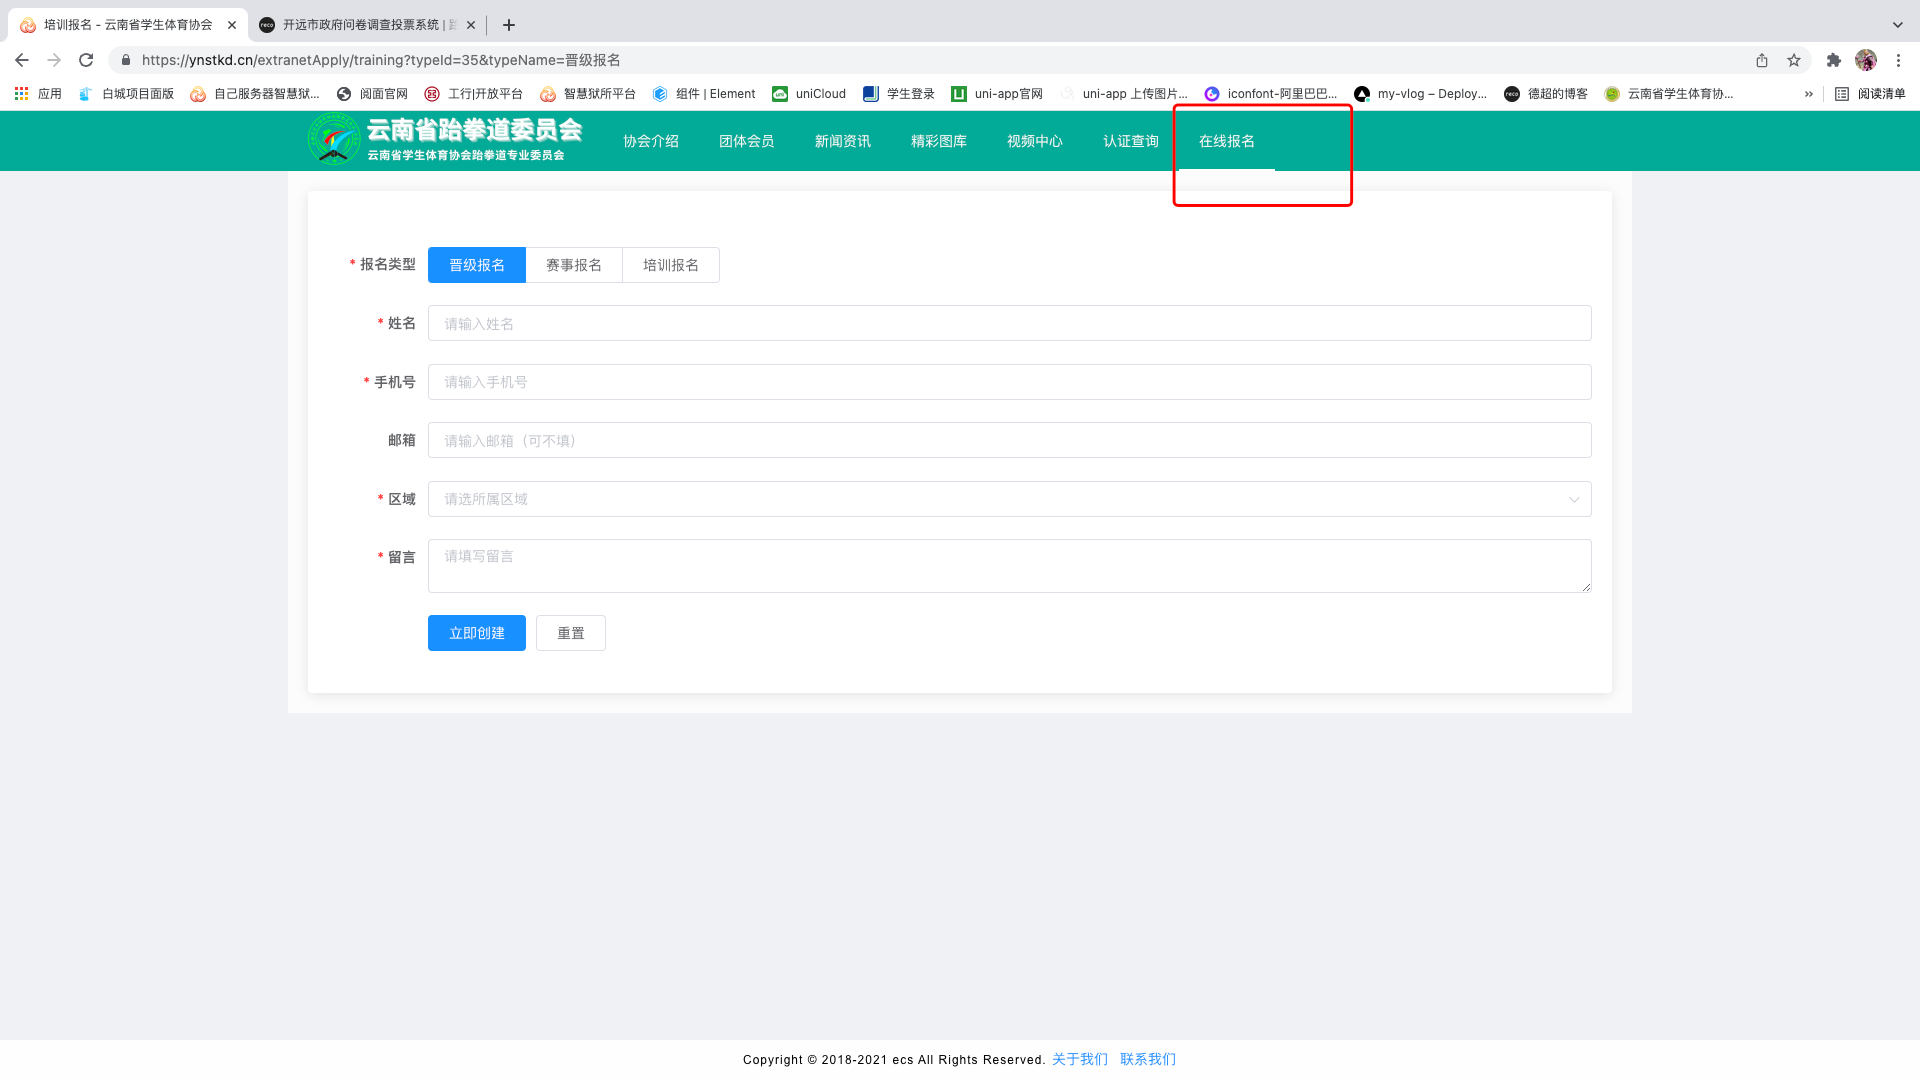 培训报名 - 云南省学生体育协会
开远市政府问卷调查投票系统 |
https://ynstkd.cn/extranetApply/training?typeId=35&typeName=晋级报名
应用 白城项目面版 自己服务器智慧狱... 阅面官网 工行|开放平台 智慧狱所平台 组件 | Element uniCloud 学生登录 uni-app官网 uni-app 上传图片... iconfont-阿里巴巴... my-vlog – Deploy... 德超的博客 云南省学生体育协... » 阅读清单
云南省跆拳道委员会
云南省学生体育协会跆拳道专业委员会
协会介绍 团体会员 新闻资讯 精彩图库 视频中心 认证查询 在线报名
* 报名类型 晋级报名 赛事报名 培训报名
* 姓名 请输入姓名
* 手机号 请输入手机号
邮箱 请输入邮箱（可不填）
* 区域 请选所属区域
* 留言 请填写留言
立即创建 重置
Copyright © 2018-2021 ecs All Rights Reserved. 关于我们 联系我们